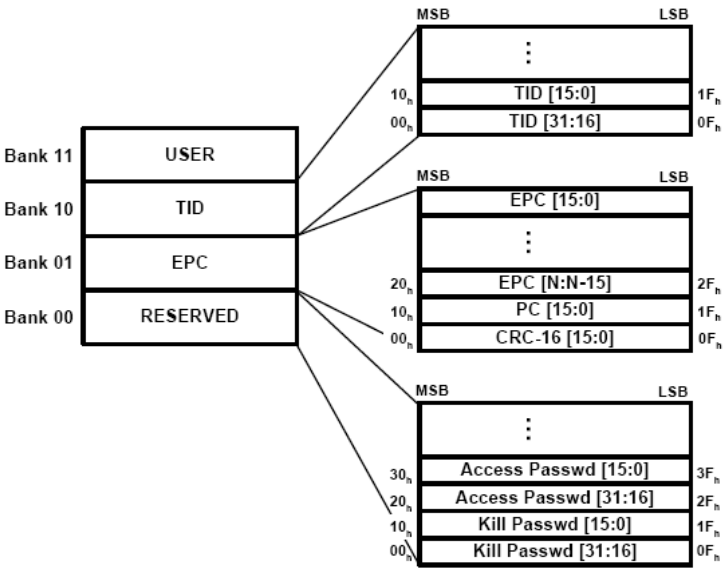 MSB LSB
⋮
10h TID [15:0] 1Fh
00h TID [31:16] 0Fh
Bank 11 USER
Bank 10 TID
Bank 01 EPC
Bank 00 RESERVED
MSB LSB
EPC [15:0]
⋮
20h EPC [N:N-15] 2Fh
10h PC [15:0] 1Fh
00h CRC-16 [15:0] 0Fh
MSB LSB
⋮
30h Access Passwd [15:0] 3Fh
20h Access Passwd [31:16] 2Fh
10h Kill Passwd [15:0] 1Fh
00h Kill Passwd [31:16] 0Fh